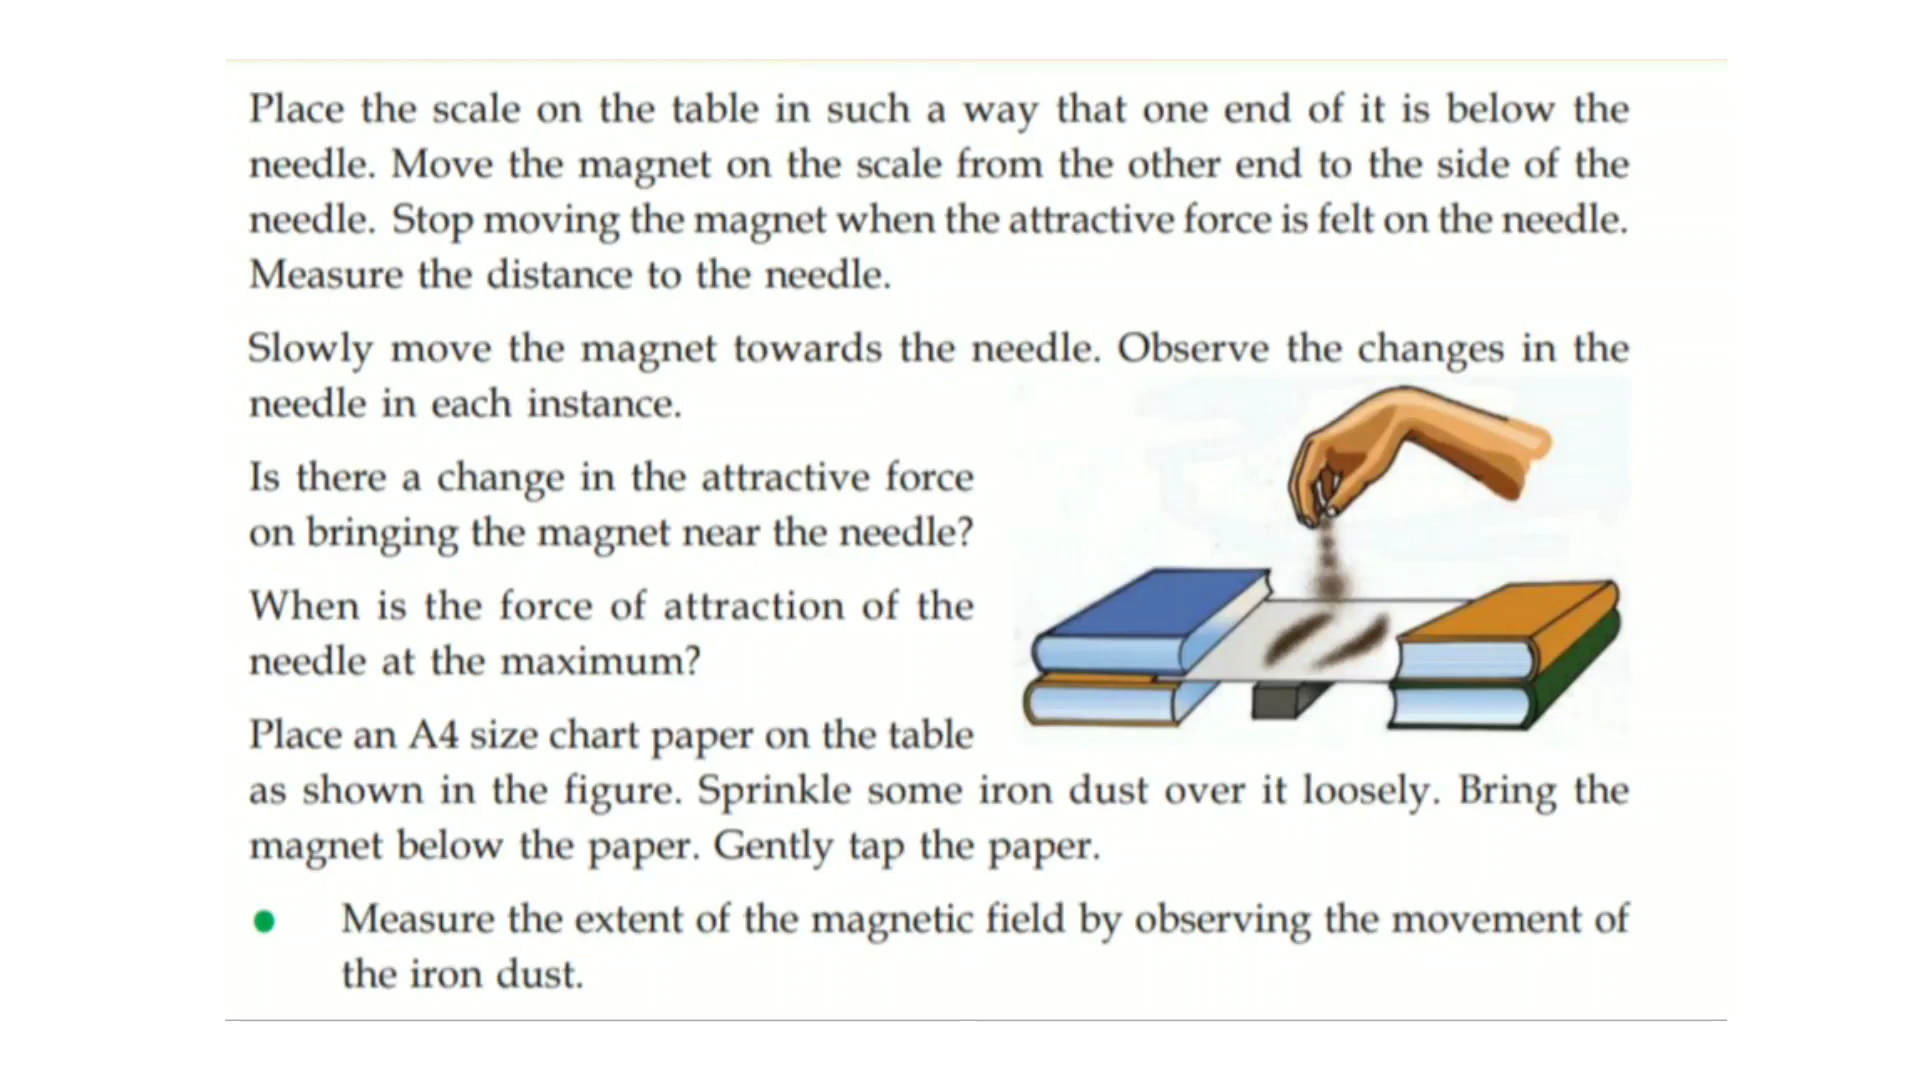 Place the scale on the table in such a way that one end of it is below the
needle. Move the magnet on the scale from the other end to the side of the
needle. Stop moving the magnet when the attractive force is felt on the needle.
Measure the distance to the needle.
Slowly move the magnet towards the needle. Observe the changes in the
needle in each instance.
Is there a change in the attractive force
on bringing the magnet near the needle?
When is the force of attraction of the
needle at the maximum?
Place an A4 size chart paper on the table
as shown in the figure. Sprinkle some iron dust over it loosely. Bring the
magnet below the paper. Gently tap the paper.
● Measure the extent of the magnetic field by observing the movement of
the iron dust.